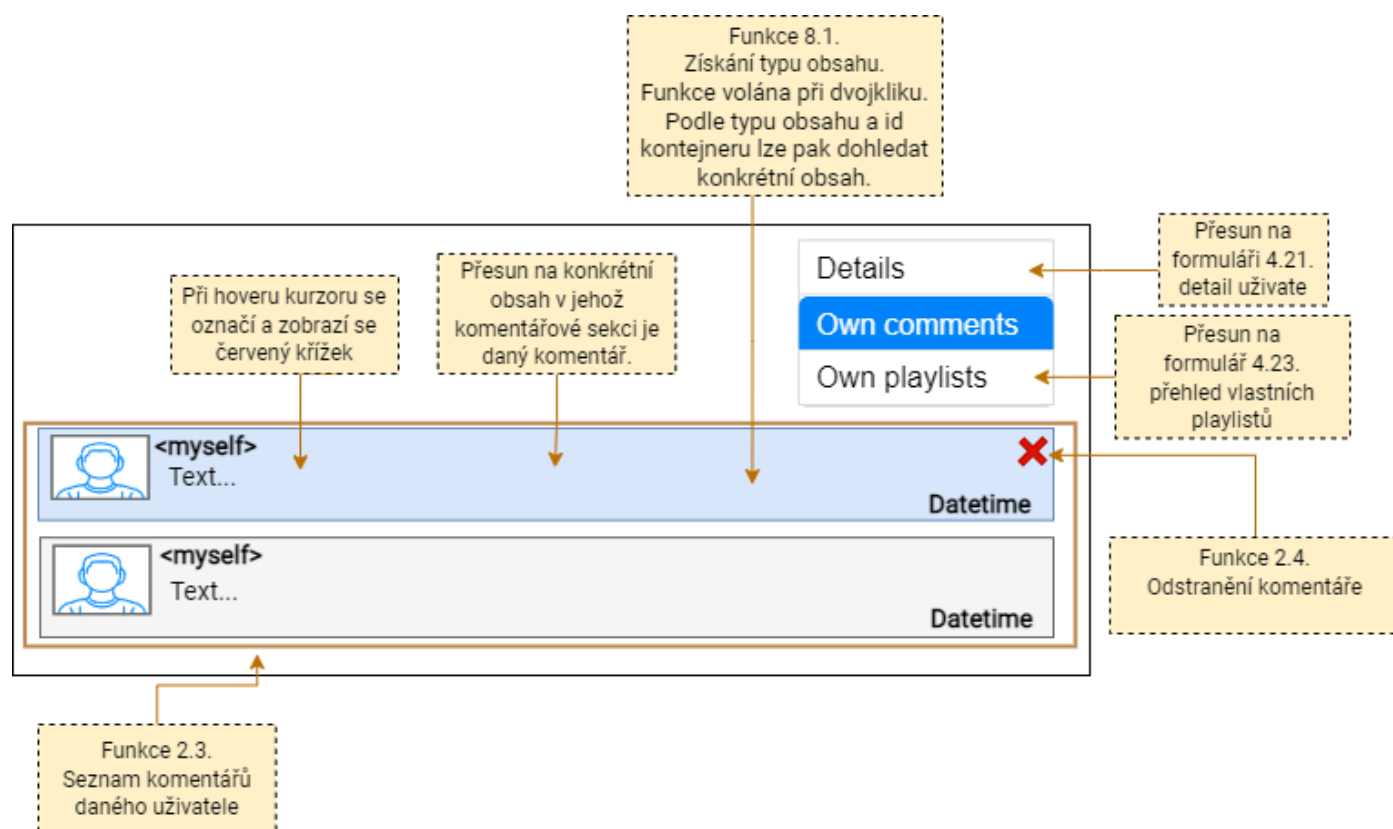 Funkce 8.1.
Získání typu obsahu.
Funkce volána při dvojkliku.
Podle typu obsahu a id
kontejneru lze pak dohledat
konkrétní obsah.
Při hoveru kurzoru se
označí a zobrazí se
červený křížek
Přesun na konkrétní
obsah v jehož
komentářové sekci je
daný komentář.
Details
Own comments
Own playlists
Přesun na
formuláři 4.21.
detail uživate
Přesun na
formulář 4.23.
přehled vlastních
playlistů
<myself>
Text...
Datetime
<myself>
Text...
Datetime
Funkce 2.4.
Odstranění komentáře
Funkce 2.3.
Seznam komentářů
daného uživatele